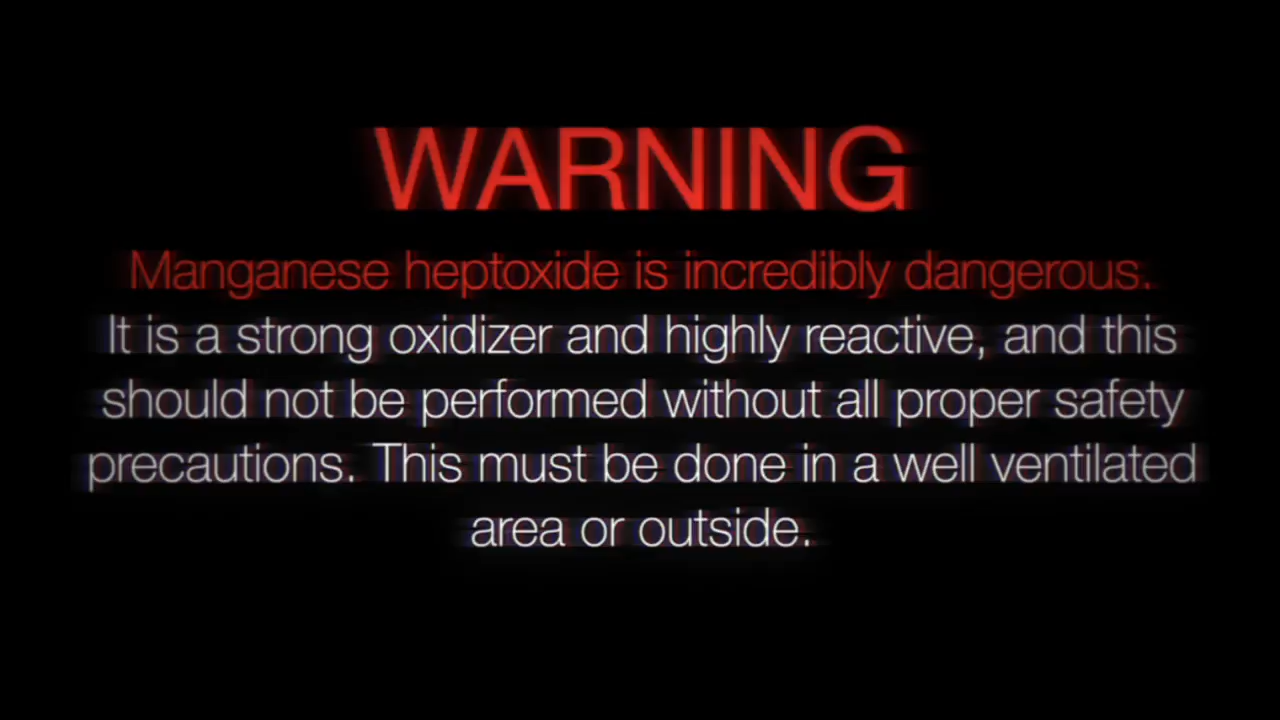 WARNING
Manganese heptoxide is incredibly dangerous.
It is a strong oxidizer and highly reactive, and this
should not be performed without all proper safety
precautions. This must be done in a well ventilated
area or outside.